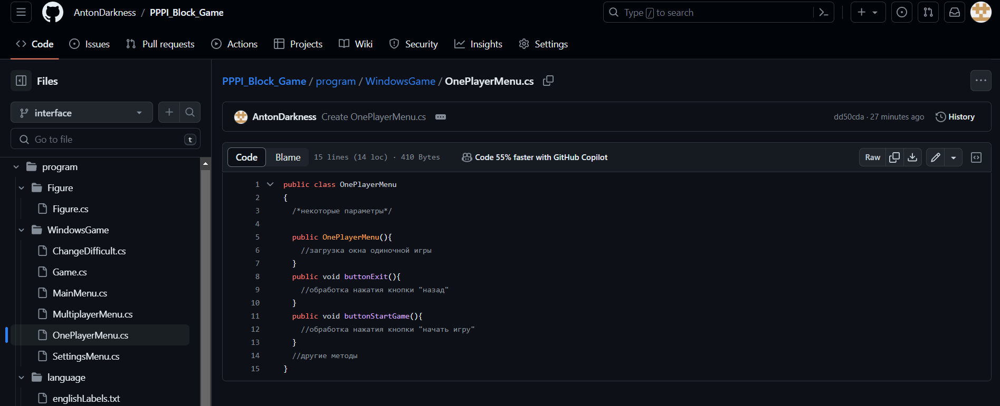 AntonDarkness / PPPI_Block_Game
Type / to search
Code
Issues
Pull requests
Actions
Projects
Wiki
Security
Insights
Settings
Files
interface
Go to file
t
program
Figure
Figure.cs
WindowsGame
ChangeDifficult.cs
Game.cs
MainMenu.cs
MultiplayerMenu.cs
OnePlayerMenu.cs
SettingsMenu.cs
language
englishLabels.txt
PPPI_Block_Game / program / WindowsGame / OnePlayerMenu.cs
AntonDarkness Create OnePlayerMenu.cs
dd50cda · 27 minutes ago
History
Code
Blame
15 lines (14 loc) · 410 Bytes
Code 55% faster with GitHub Copilot
Raw
1 public class OnePlayerMenu
2 {
3 /*некоторые параметры*/
4
5 public OnePlayerMenu(){
6 //загрузка окна одиночной игры
7 }
8 public void buttonExit(){
9 //обработка нажатия кнопки "назад"
10 }
11 public void buttonStartGame(){
12 //обработка нажатия кнопки "начать игру"
13 }
14 //другие методы
15 }